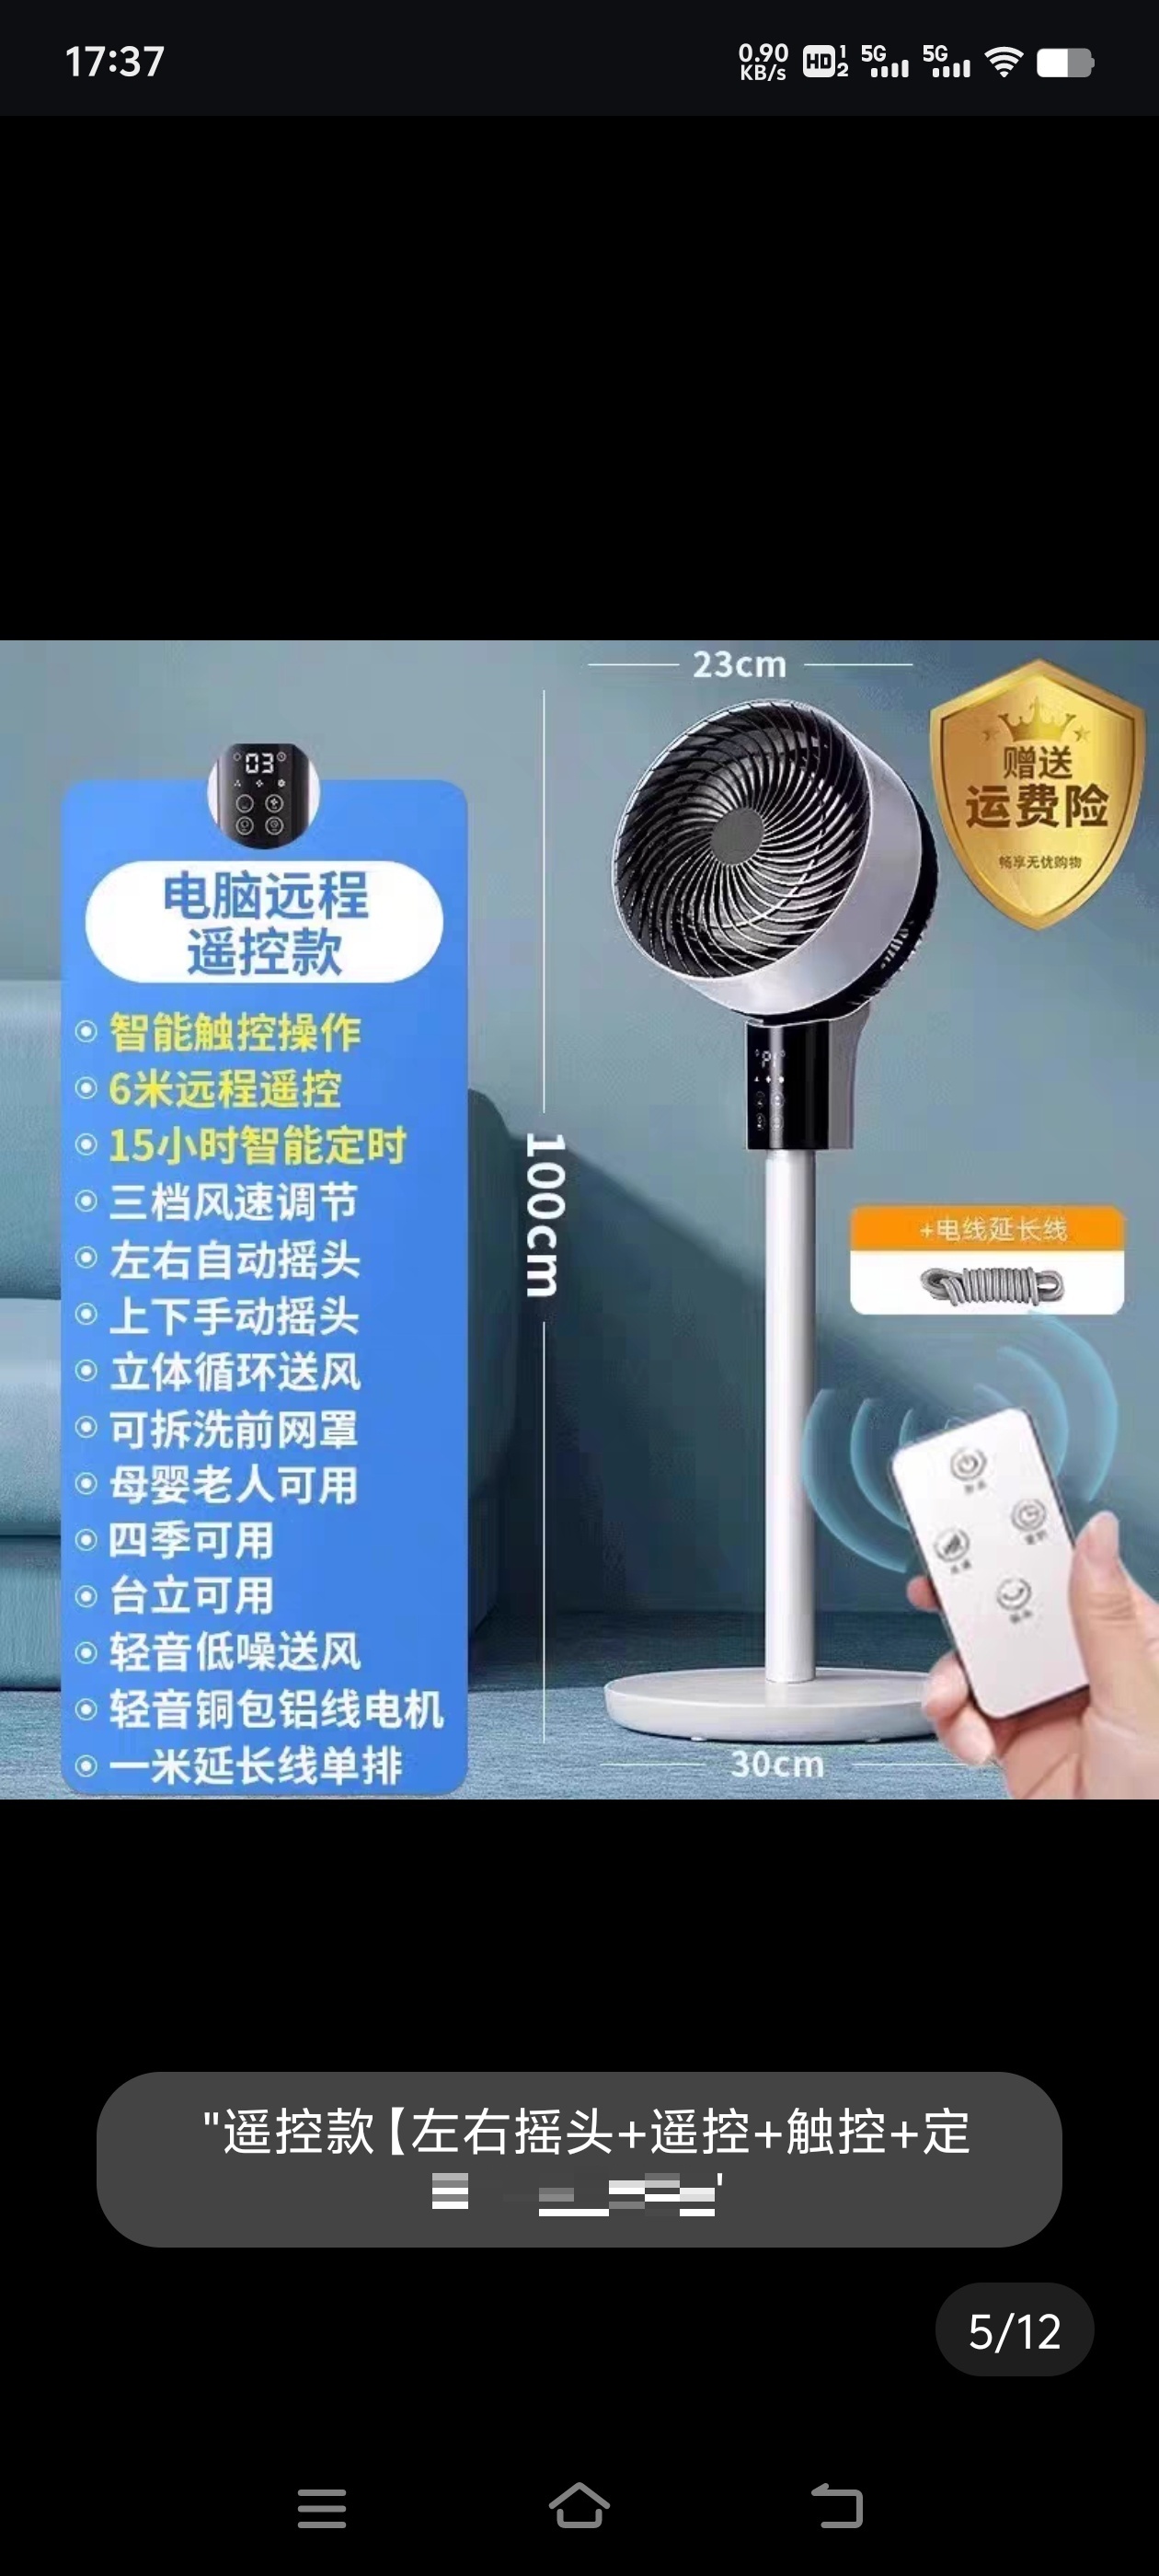 17:37
0.90
KB/s
HD 1 2
5G
5G
23cm
赠送
运费险
畅享无忧购物
03
电脑远程
遥控款
智能触控操作
6米远程遥控
15小时智能定时
三档风速调节
左右自动摇头
上下手动摇头
立体循环送风
可拆洗前网罩
母婴老人可用
四季可用
台立可用
轻音低噪送风
轻音铜包铝线电机
一米延长线单排
100cm
+电线延长线
30cm
"遥控款【左右摇头+遥控+触控+定
5/12